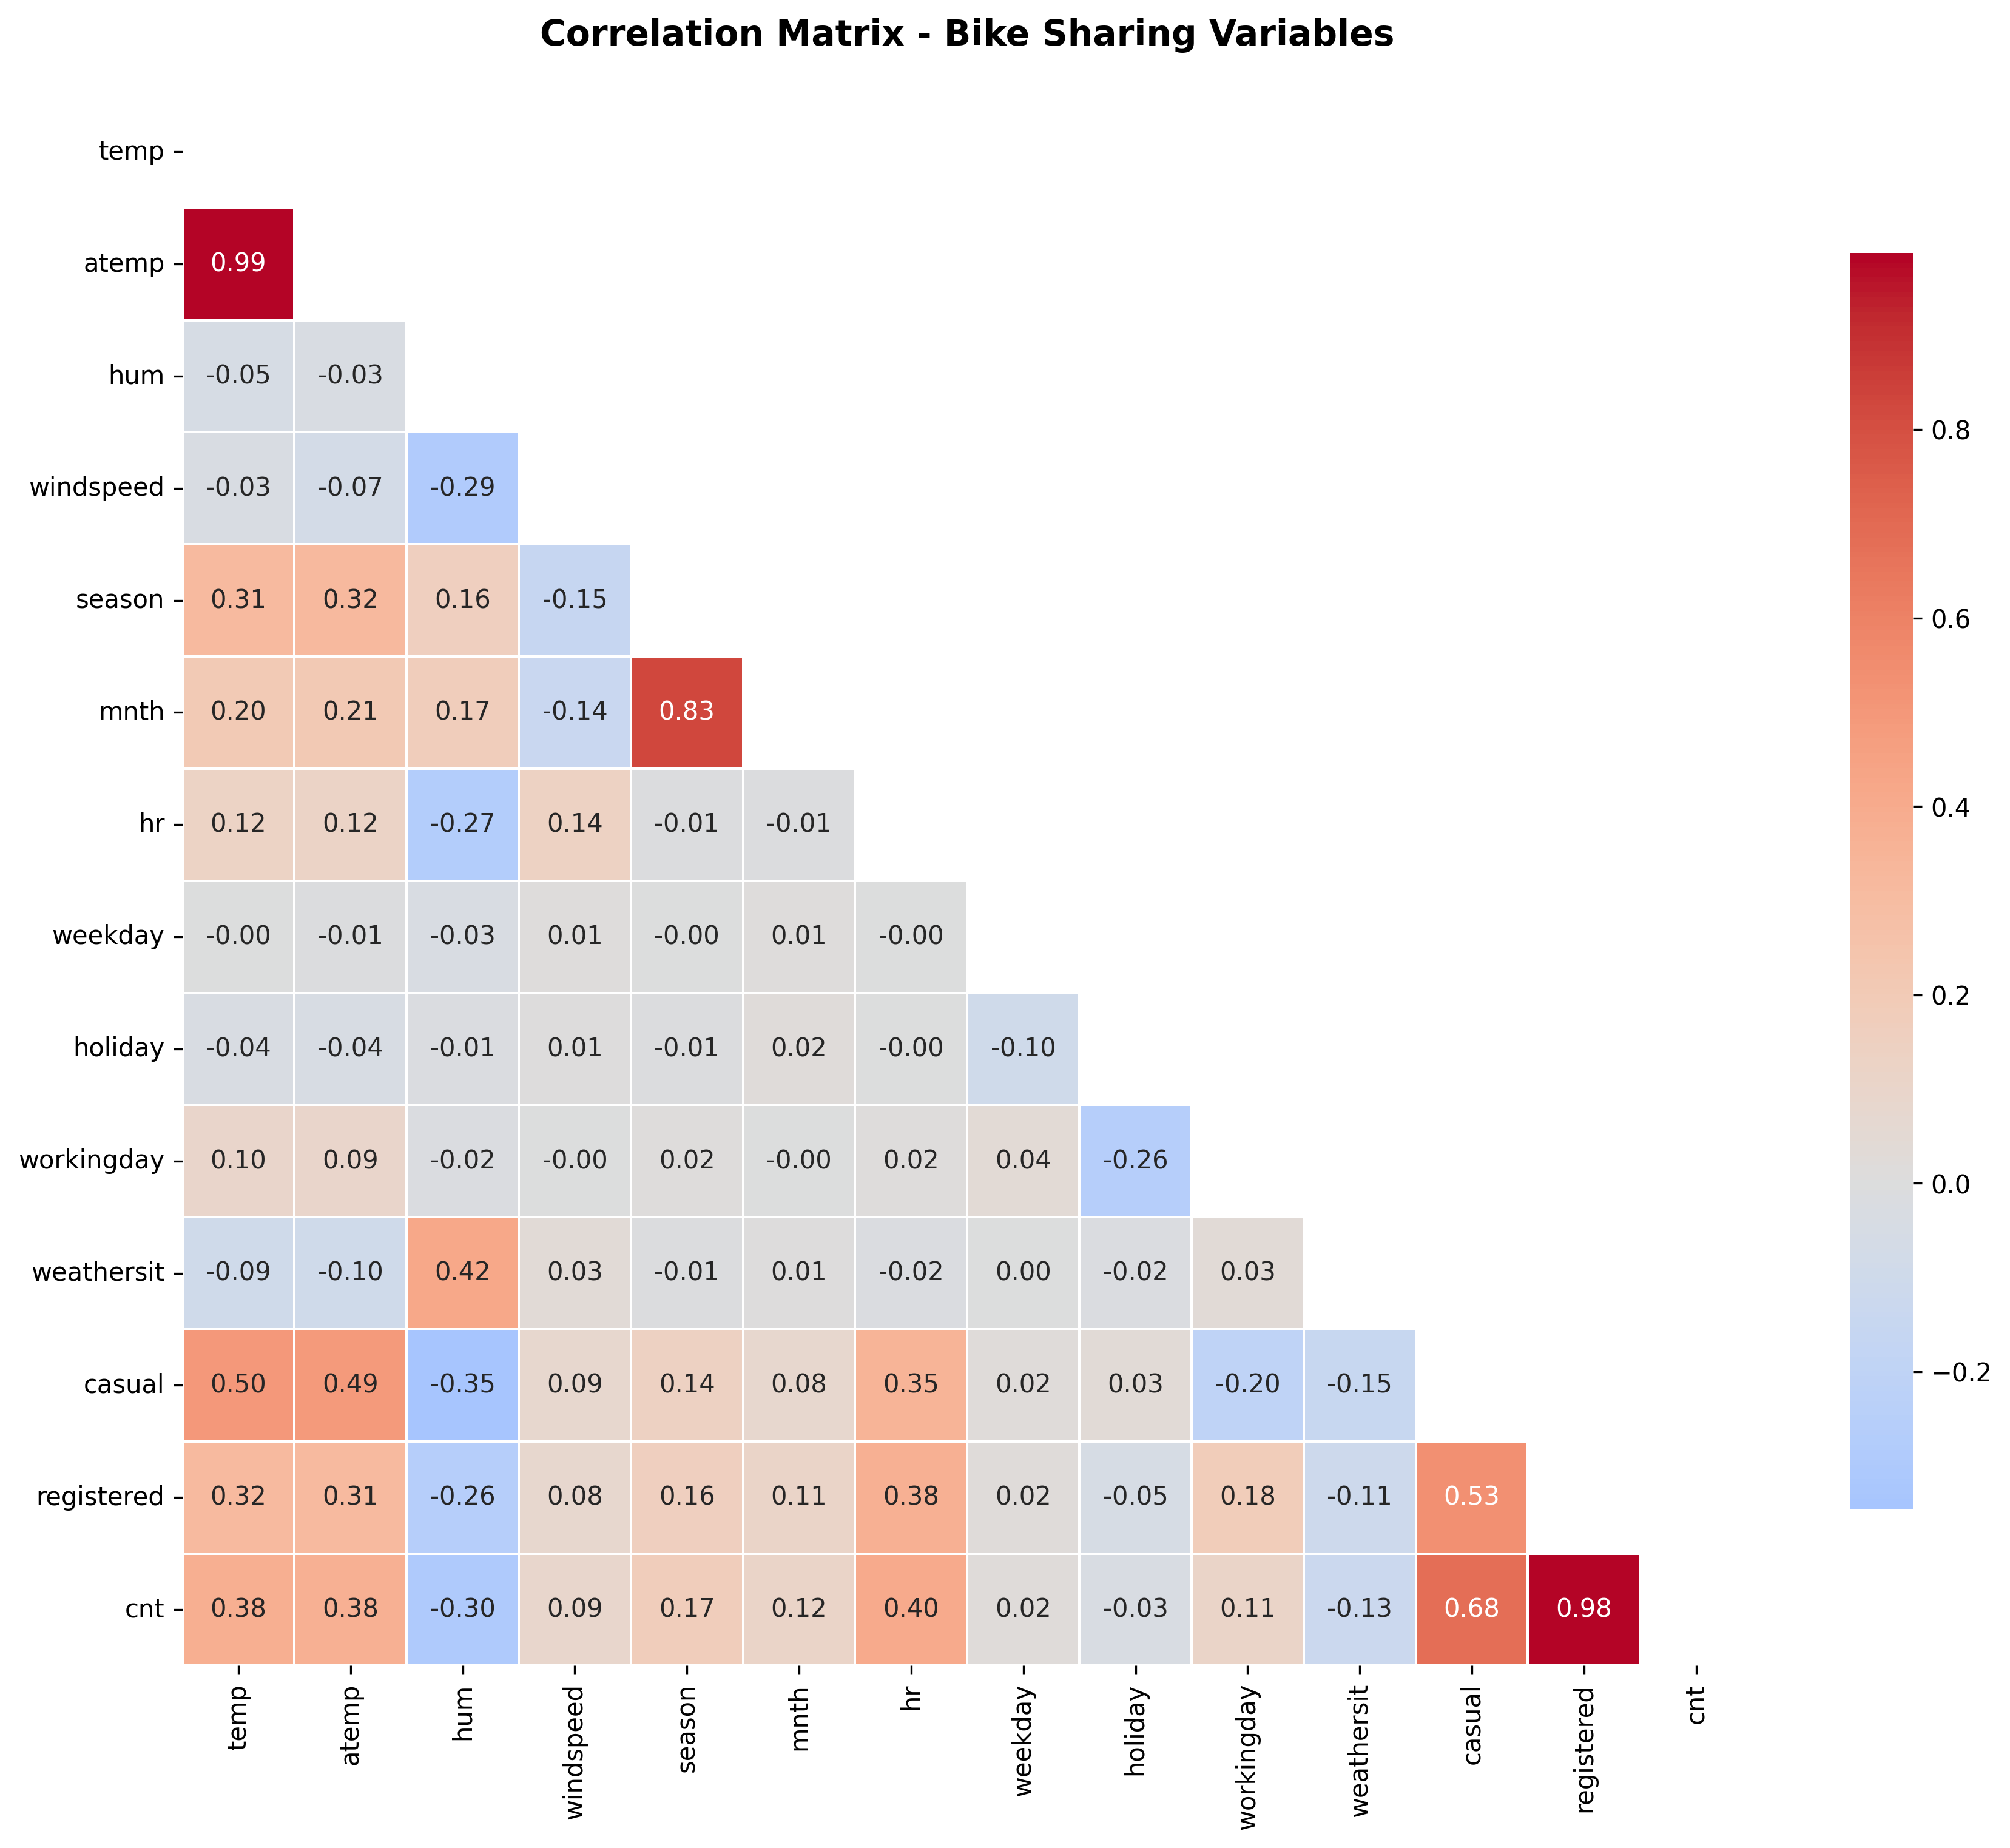 Correlation Matrix - Bike Sharing Variables
temp
atemp 0.99
hum -0.05 -0.03
windspeed -0.03 -0.07 -0.29
season 0.31 0.32 0.16 -0.15
mnth 0.20 0.21 0.17 -0.14 0.83
hr 0.12 0.12 -0.27 0.14 -0.01 -0.01
weekday -0.00 -0.01 -0.03 0.01 -0.00 0.01 -0.00
holiday -0.04 -0.04 -0.01 0.01 -0.01 0.02 -0.00 -0.10
workingday 0.10 0.09 -0.02 -0.00 0.02 -0.00 0.02 0.04 -0.26
weathersit -0.09 -0.10 0.42 0.03 -0.01 0.01 -0.02 0.00 -0.02 0.03
casual 0.50 0.49 -0.35 0.09 0.14 0.08 0.35 0.02 0.03 -0.20 -0.15
registered 0.32 0.31 -0.26 0.08 0.16 0.11 0.38 0.02 -0.05 0.18 -0.11 0.53
cnt 0.38 0.38 -0.30 0.09 0.17 0.12 0.40 0.02 -0.03 0.11 -0.13 0.68 0.98
temp atemp hum windspeed season mnth hr weekday holiday workingday weathersit casual registered cnt
0.8
0.6
0.4
0.2
0.0
−0.2